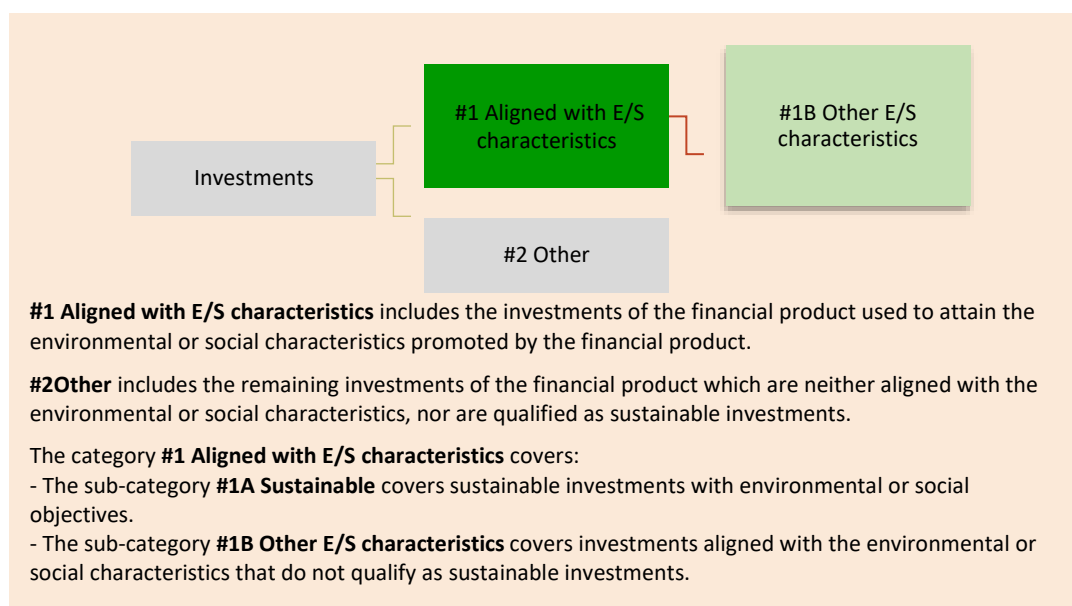 #1 Aligned with E/S
characteristics
#1B Other E/S
characteristics
Investments
#2 Other
#1 Aligned with E/S characteristics includes the investments of the financial product used to attain the
environmental or social characteristics promoted by the financial product.
#2Other includes the remaining investments of the financial product which are neither aligned with the
environmental or social characteristics, nor are qualified as sustainable investments.
The category #1 Aligned with E/S characteristics covers:
- The sub-category #1A Sustainable covers sustainable investments with environmental or social
objectives.
- The sub-category #1B Other E/S characteristics covers investments aligned with the environmental or
social characteristics that do not qualify as sustainable investments.